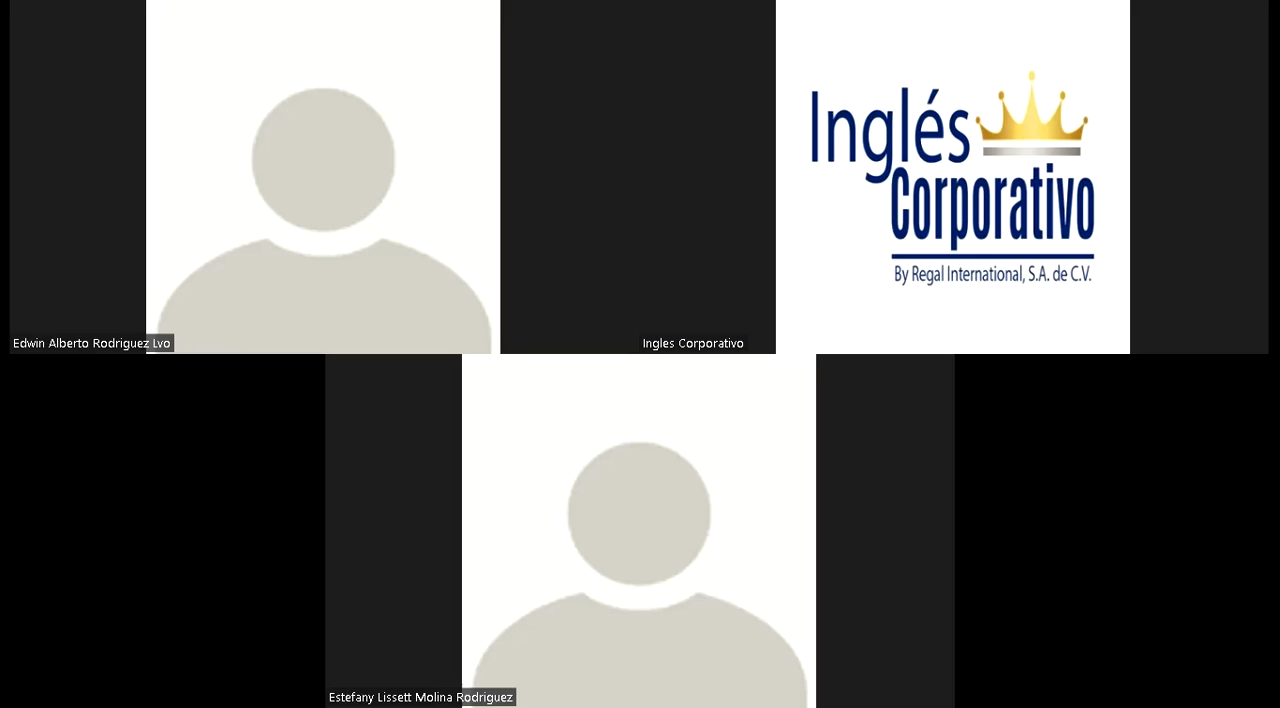 Inglés
Corporativo
By Regal International, S.A. de C.V.
Edwin Alberto Rodriguez Lvo
Ingles Corporativo
Estefany Lissett Molina Rodriguez